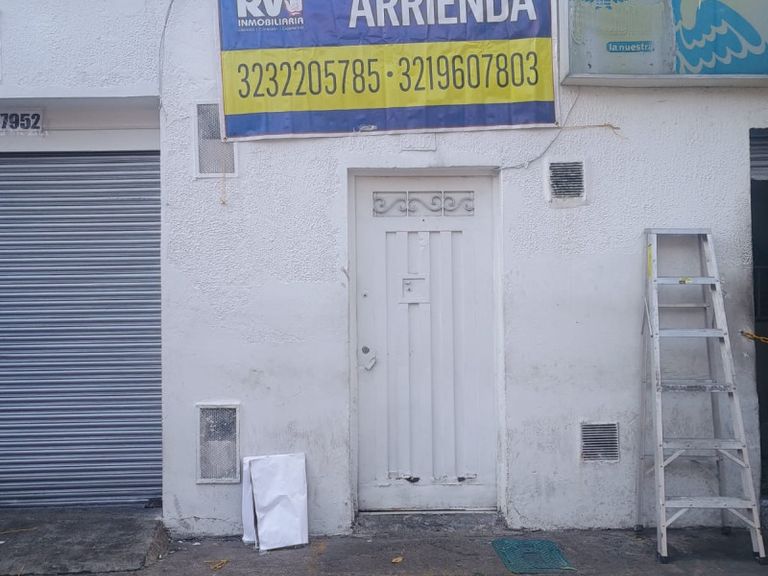 RV
INMOBILIARIA
ARRIENDA
3232205785 · 3219607803
7952
la nuestra